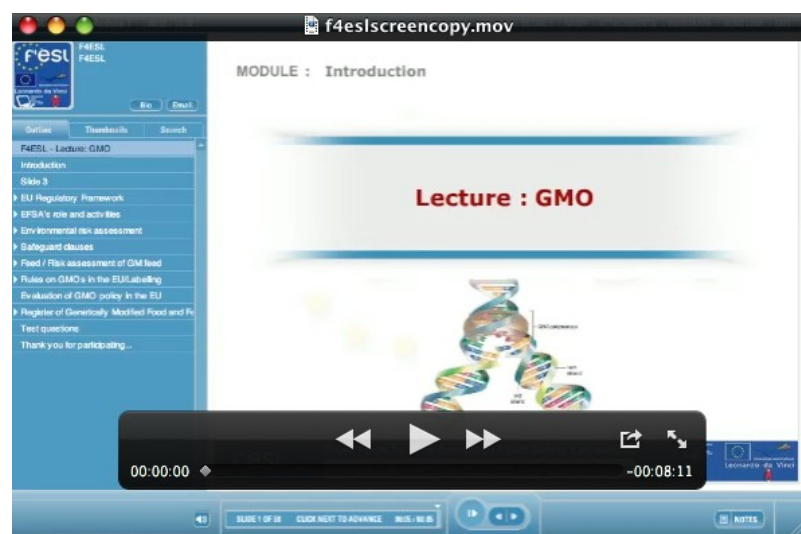 f4eslscreencopy.mov
f4esl
Leonardo da Vinci
F4ESL
F4ESL
Bio
Email
Outline
Thumbnails
Search
F4ESL - Lecture: GMO
Introduction
Slide 3
EU Regulatory Framework
EFSA's role and activities
Environmental risk assessment
Safeguard clauses
Feed / Risk assessment of GM feed
Rules on GMOs in the EU/Labelling
Evaluation of GMO policy in the EU
Register of Genetically Modified Food and Fe
Test questions
Thank you for participating...
MODULE : Introduction
Lecture : GMO
00:00:00
-00:08:11
Leonardo da Vinci
CLICK NEXT TO ADVANCE
NOTES